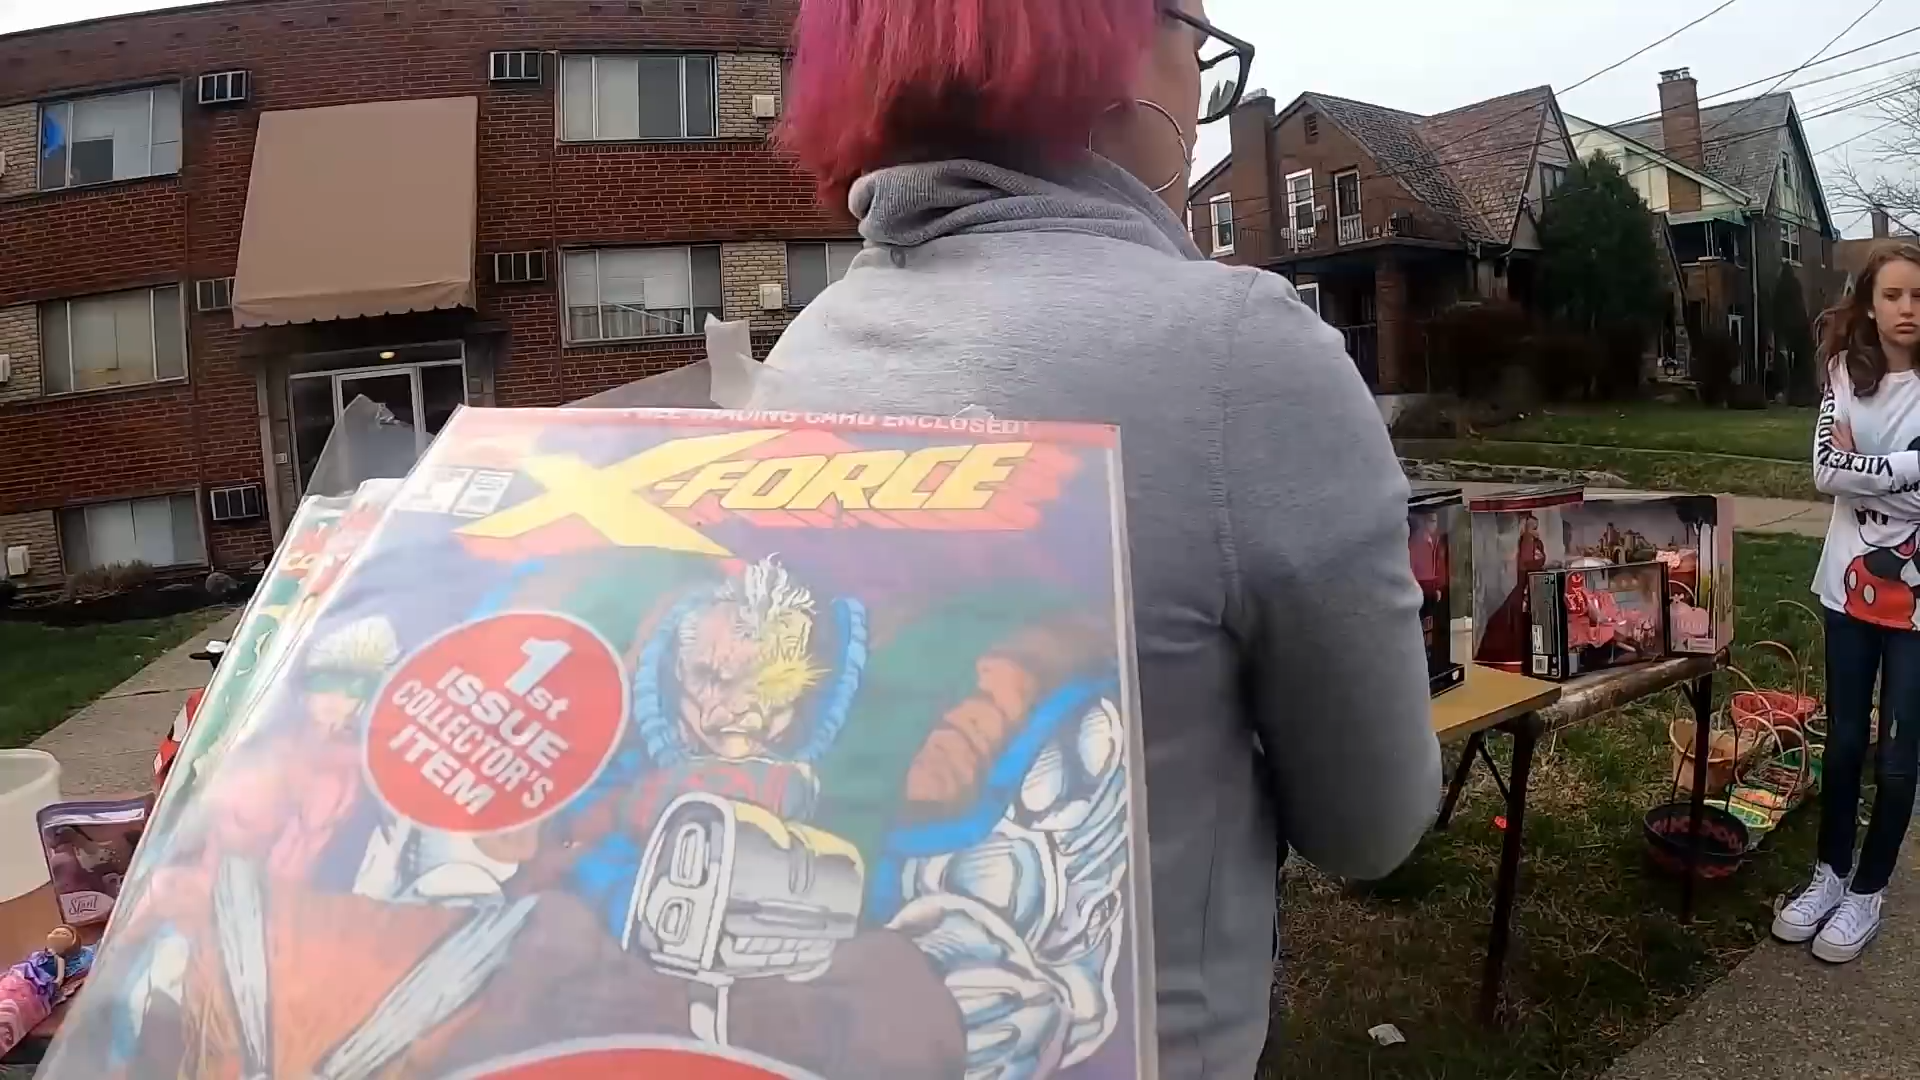 TRADING CARD ENCLOSED!
X-FORCE
1st
ISSUE
COLLECTOR'S
ITEM
MICKEY